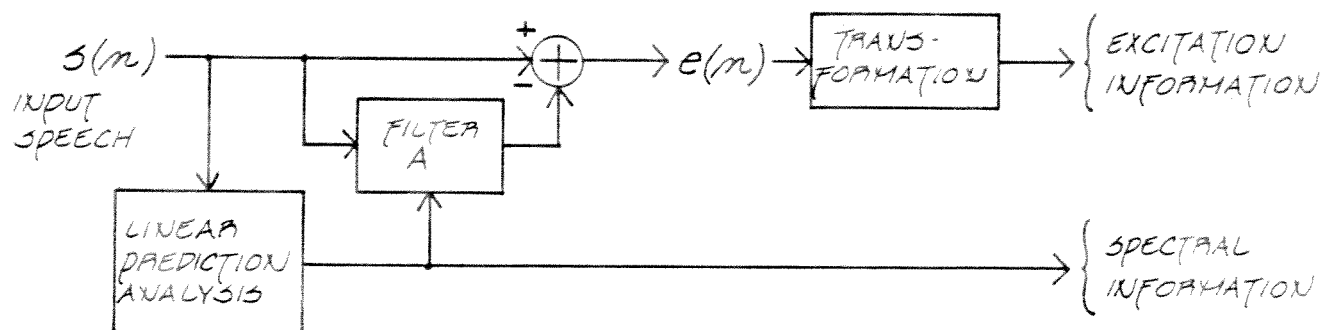 s(n)
INPUT
SPEECH
+
−
e(n)
TRANS-
FORMATION
EXCITATION
INFORMATION
FILTER
A
LINEAR
PREDICTION
ANALYSIS
SPECTRAL
INFORMATION